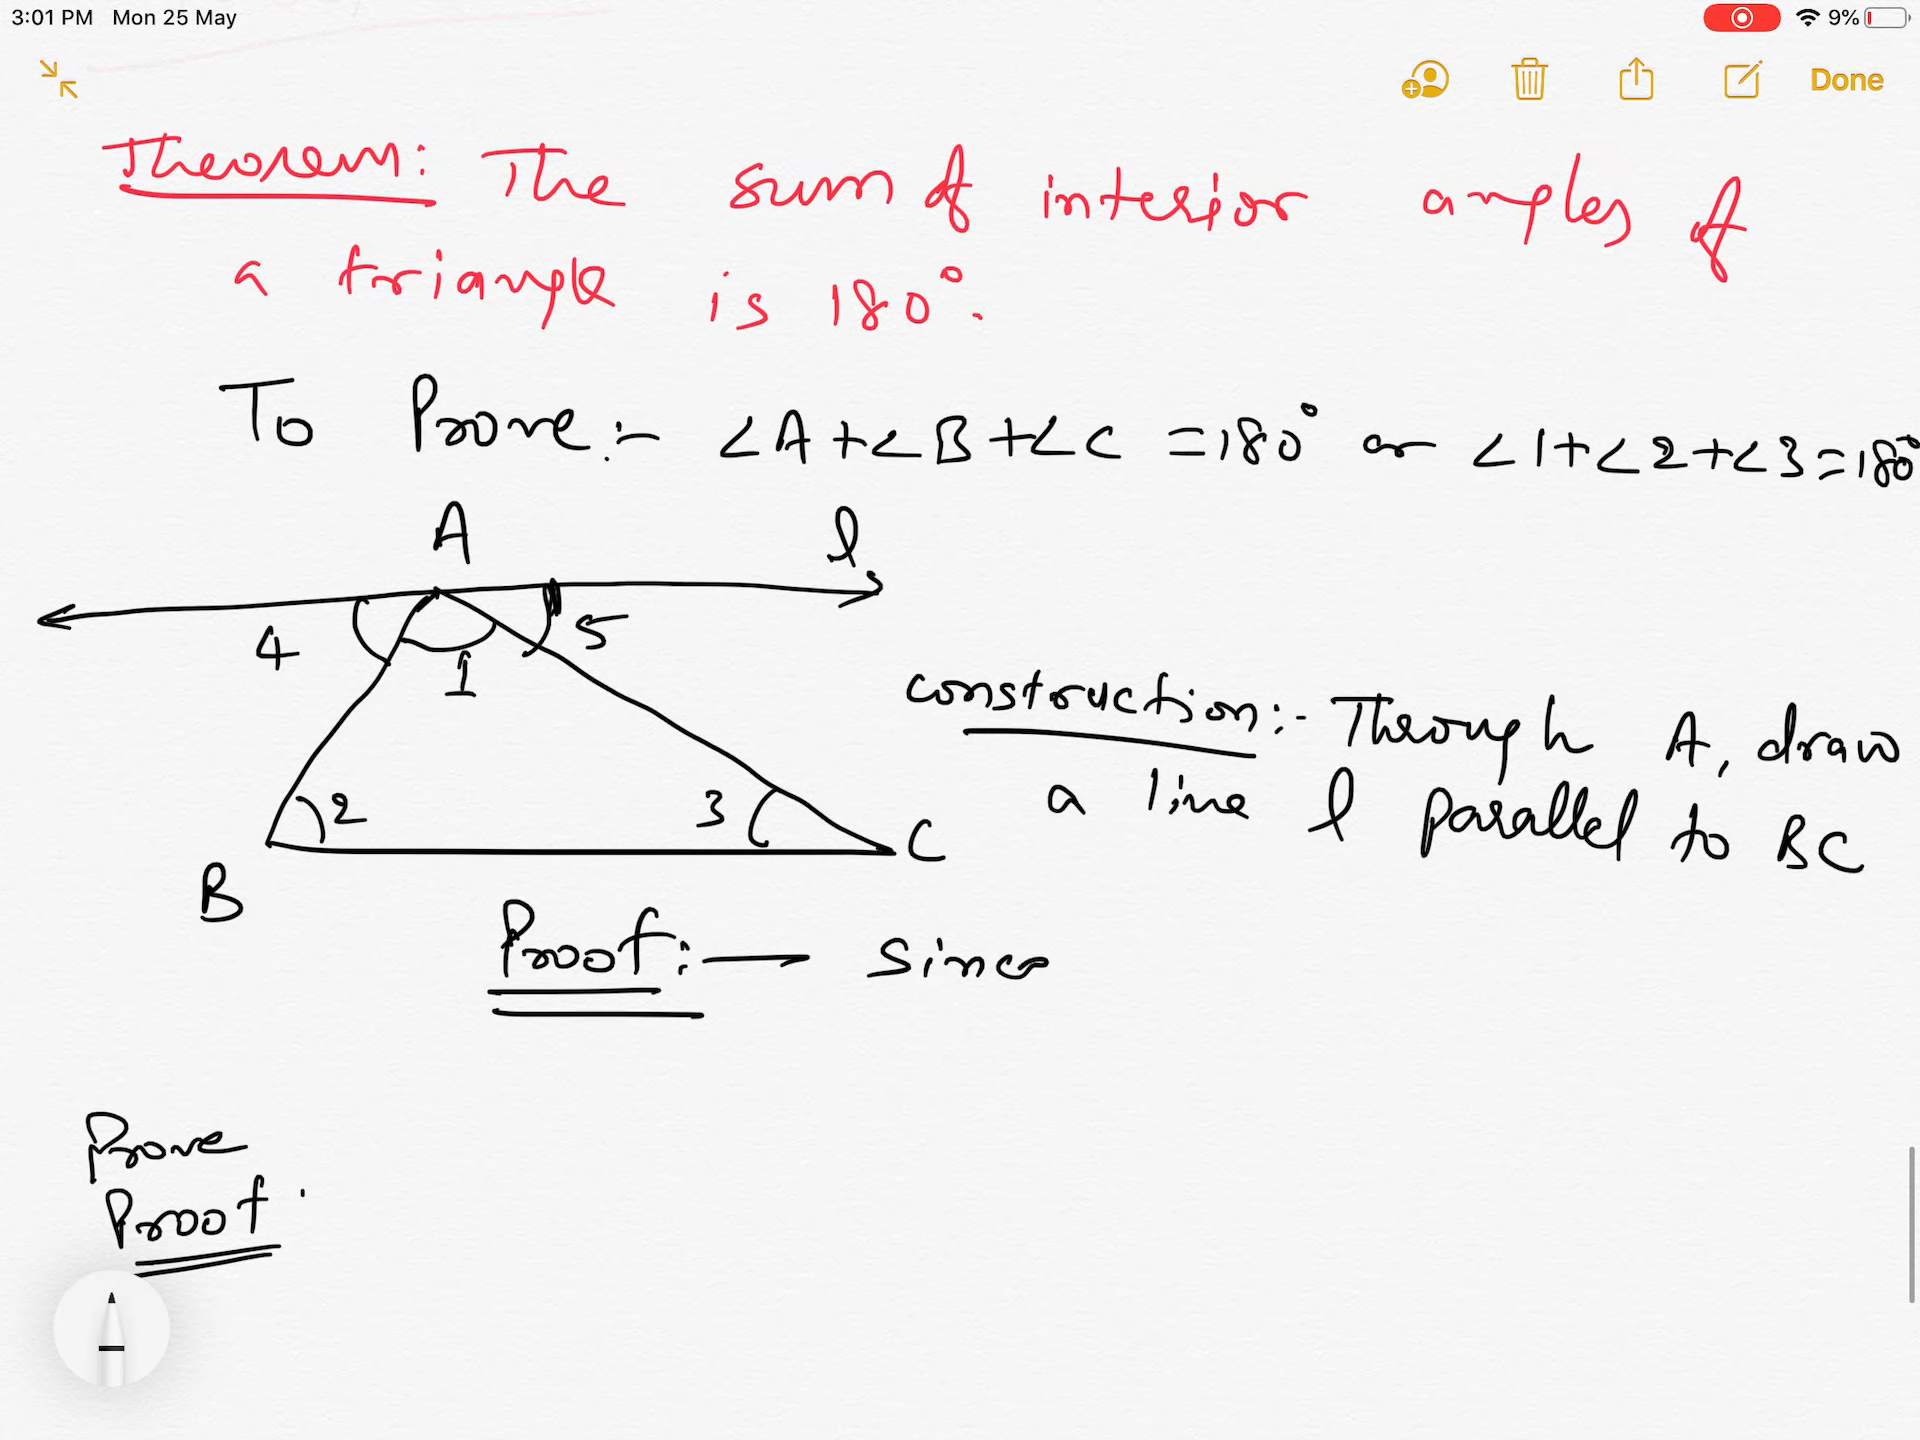 3:01 PM Mon 25 May
9%
Done
Theorem: The sum of interior angles of
a triangle is 180°.
To Prove:- ∠A+∠B+∠C =180° or ∠1+∠2+∠3=180°
A
l
4
1
5
construction:- Through A, draw
a line l parallel to BC
2
3
C
B
Proof:→ Since
Prove
Proof